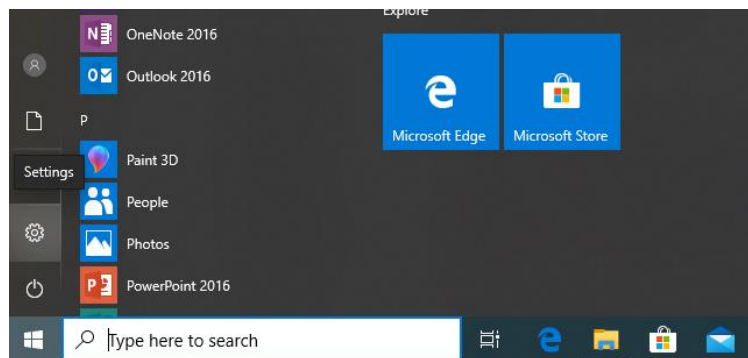 Explore
OneNote 2016
Outlook 2016
P
Microsoft Edge
Microsoft Store
Settings
Paint 3D
People
Photos
PowerPoint 2016
Type here to search